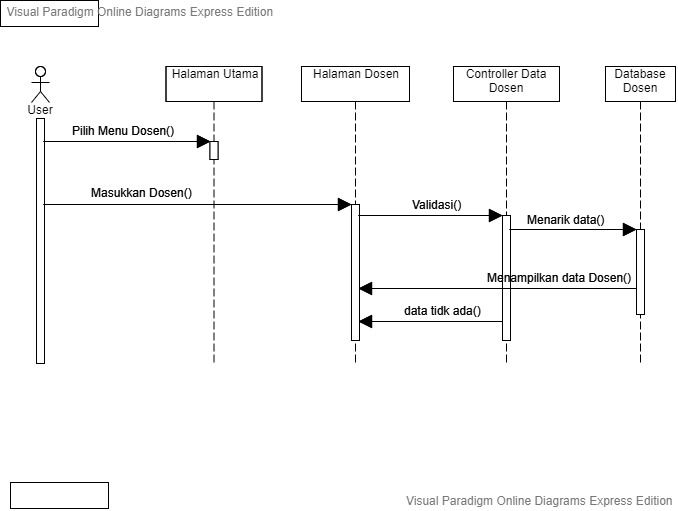 Visual Paradigm Online Diagrams Express Edition
Halaman Utama
Halaman Dosen
Controller Data
Dosen
Database
Dosen
User
Pilih Menu Dosen()
Masukkan Dosen()
Validasi()
Menarik data()
Menampilkan data Dosen()
data tidk ada()
Visual Paradigm Online Diagrams Express Edition